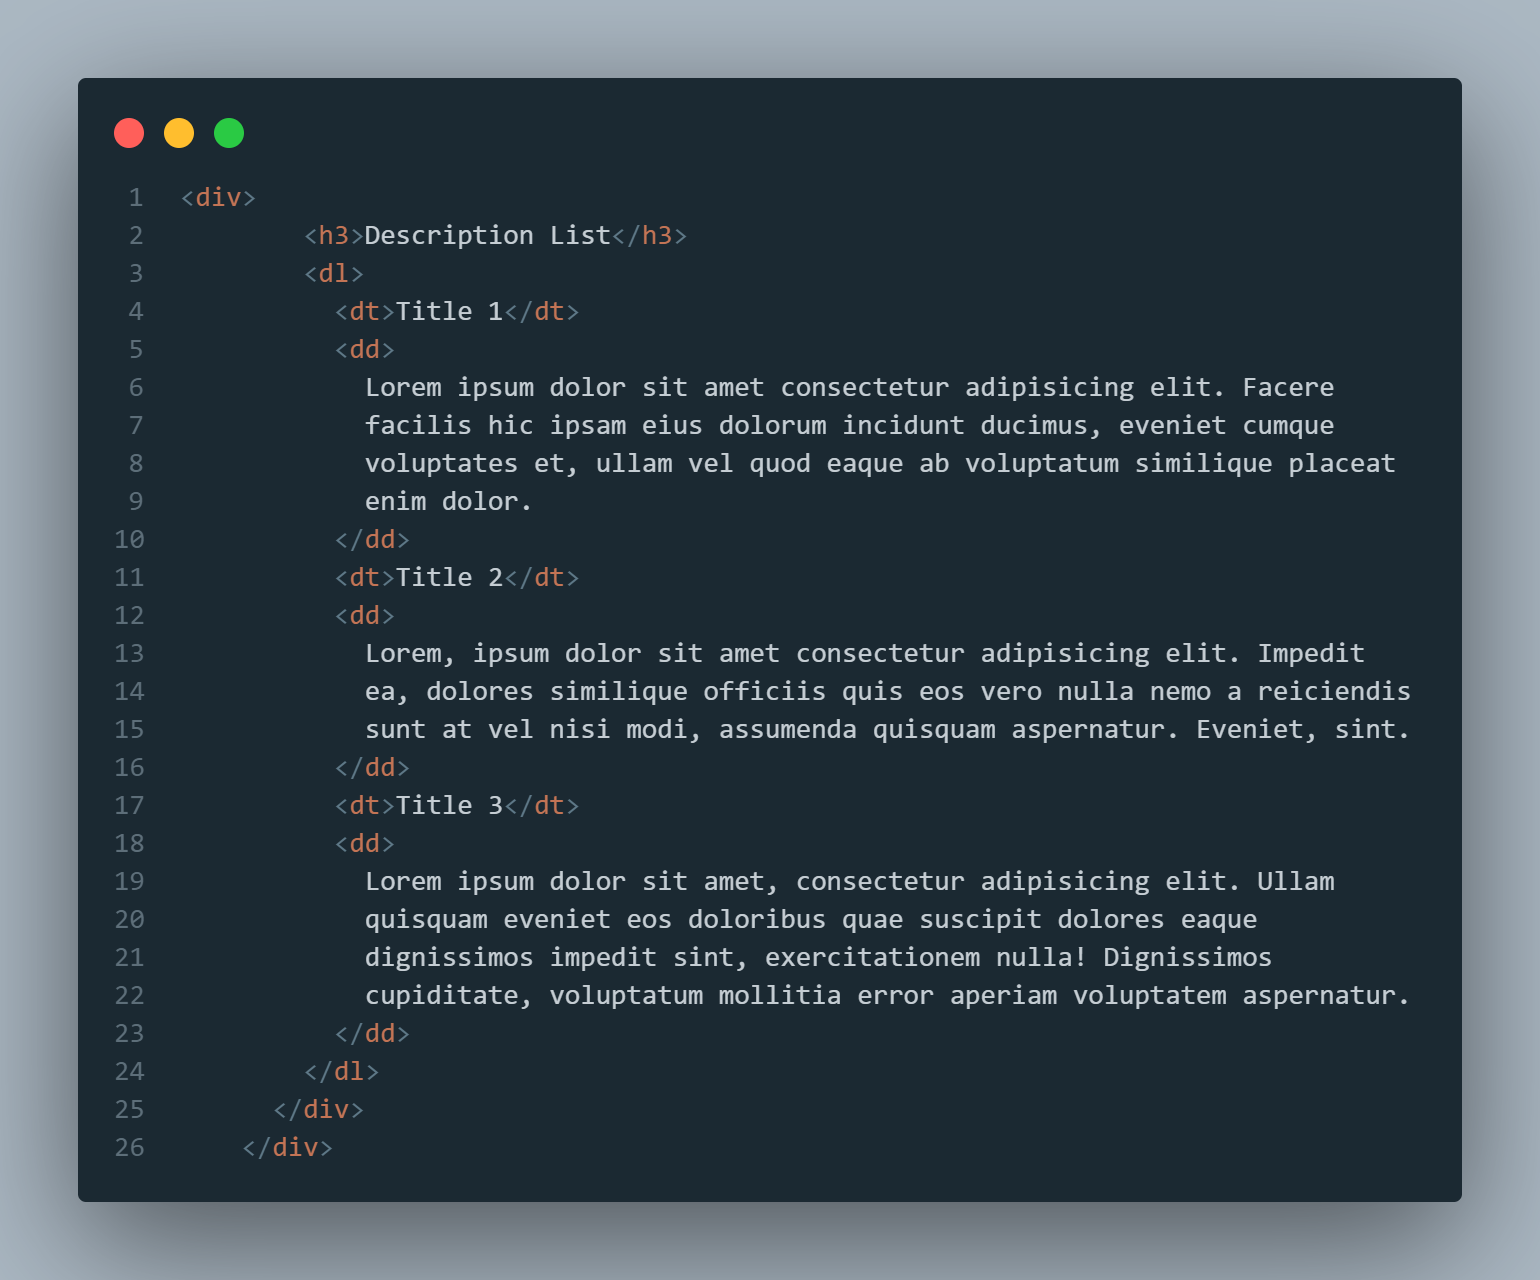 1 <div>
2         <h3>Description List</h3>
3         <dl>
4           <dt>Title 1</dt>
5           <dd>
6             Lorem ipsum dolor sit amet consectetur adipisicing elit. Facere
7             facilis hic ipsam eius dolorum incidunt ducimus, eveniet cumque
8             voluptates et, ullam vel quod eaque ab voluptatum similique placeat
9             enim dolor.
10           </dd>
11           <dt>Title 2</dt>
12           <dd>
13             Lorem, ipsum dolor sit amet consectetur adipisicing elit. Impedit
14             ea, dolores similique officiis quis eos vero nulla nemo a reiciendis
15             sunt at vel nisi modi, assumenda quisquam aspernatur. Eveniet, sint.
16           </dd>
17           <dt>Title 3</dt>
18           <dd>
19             Lorem ipsum dolor sit amet, consectetur adipisicing elit. Ullam
20             quisquam eveniet eos doloribus quae suscipit dolores eaque
21             dignissimos impedit sint, exercitationem nulla! Dignissimos
22             cupiditate, voluptatum mollitia error aperiam voluptatem aspernatur.
23           </dd>
24         </dl>
25       </div>
26     </div>